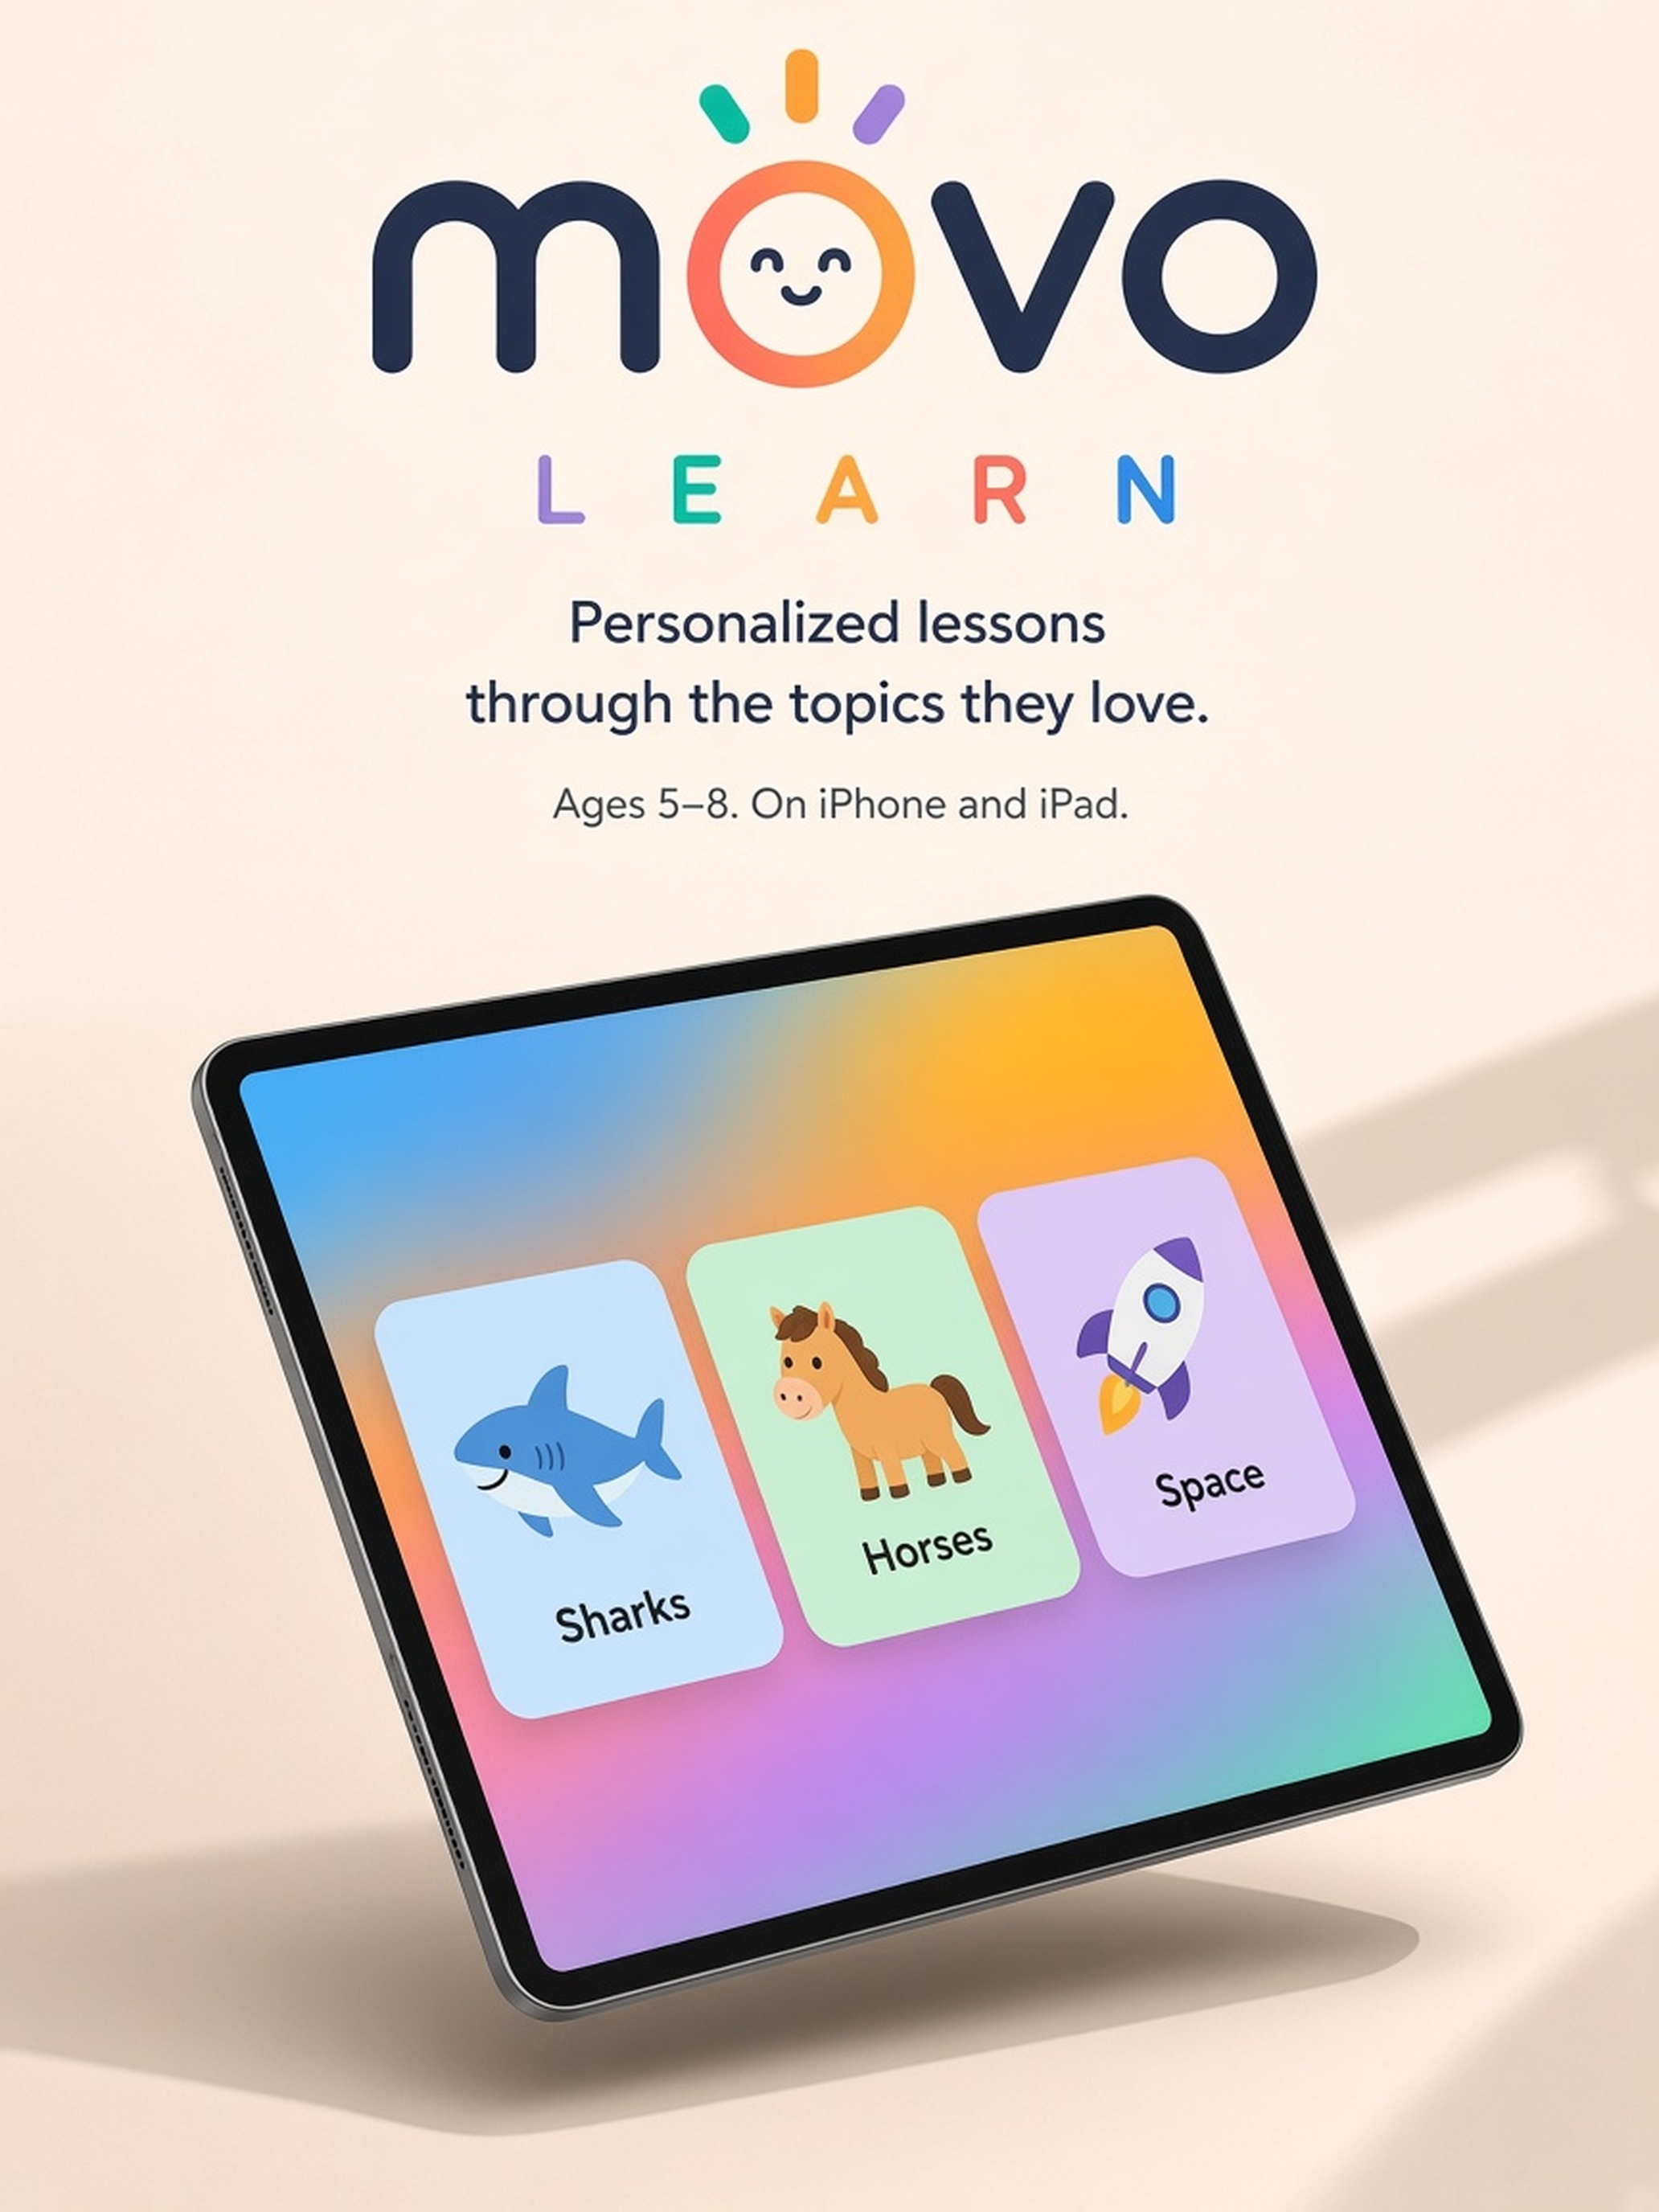 movo
LEARN
Personalized lessons
through the topics they love.
Ages 5–8. On iPhone and iPad.
Sharks
Horses
Space